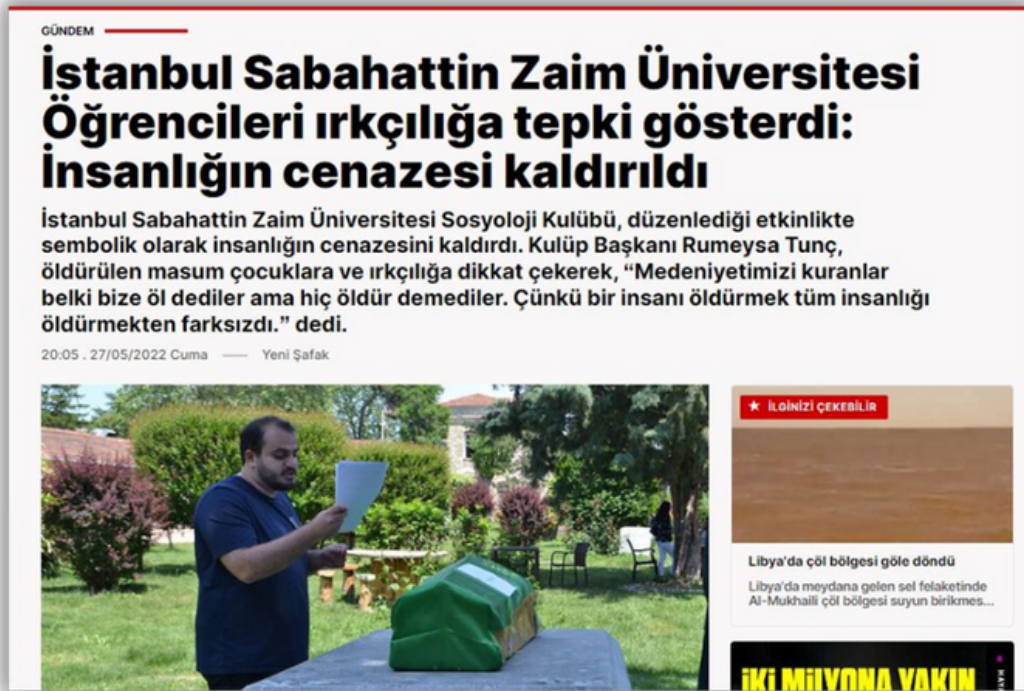 GÜNDEM
İstanbul Sabahattin Zaim Üniversitesi
Öğrencileri ırkçılığa tepki gösterdi:
İnsanlığın cenazesi kaldırıldı
İstanbul Sabahattin Zaim Üniversitesi Sosyoloji Kulübü, düzenlediği etkinlikte
sembolik olarak insanlığın cenazesini kaldırdı. Kulüp Başkanı Rumeysa Tunç,
öldürülen masum çocuklara ve ırkçılığa dikkat çekerek, “Medeniyetimizi kuranlar
belki bize öl dediler ama hiç öldür demediler. Çünkü bir insanı öldürmek tüm insanlığı
öldürmekten farksızdı.” dedi.
20:05 . 27/05/2022 Cuma — Yeni Şafak
★ İLGİNİZİ ÇEKEBİLİR
Libya'da çöl bölgesi göle döndü
Libya'da meydana gelen sel felaketinde
Al-Mukhaili çöl bölgesi suyun birikmes...
İKİ MİLYONA YAKIN